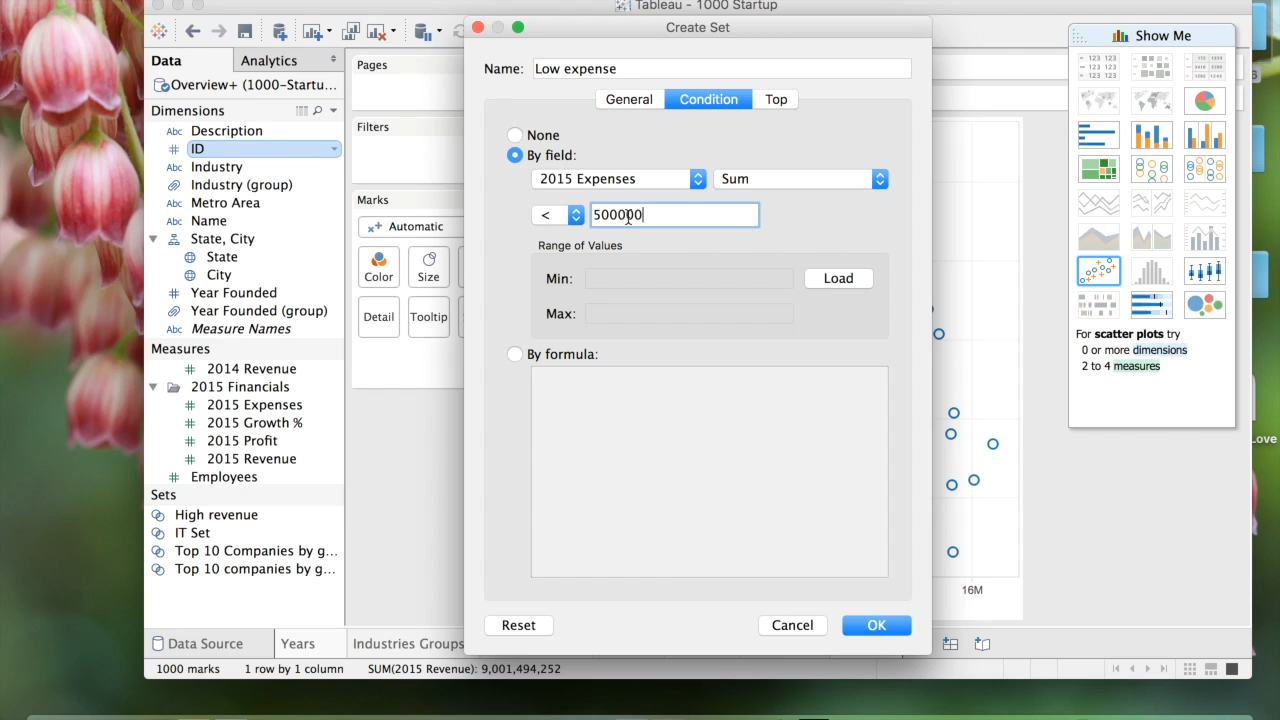 Tableau - 1000 Startup
Create Set
Data
Analytics
Overview+ (1000-Startu...
Dimensions
Abc Description
# ID
Abc Industry
Industry (group)
Abc Metro Area
Abc Name
State, City
State
City
# Year Founded
Year Founded (group)
Abc Measure Names
Measures
# 2014 Revenue
2015 Financials
# 2015 Expenses
# 2015 Growth %
# 2015 Profit
# 2015 Revenue
# Employees
Sets
High revenue
IT Set
Top 10 Companies by g...
Top 10 companies by g...
Pages
Filters
Marks
Automatic
Color
Size
Detail
Tooltip
Name: Low expense
General
Condition
Top
None
By field:
2015 Expenses
Sum
<
500000
Range of Values
Min:
Load
Max:
By formula:
Reset
Cancel
OK
16M
Show Me
For scatter plots try
0 or more dimensions
2 to 4 measures
Love
Data Source
Years
Industries Groups
1000 marks
1 row by 1 column
SUM(2015 Revenue): 9,001,494,252